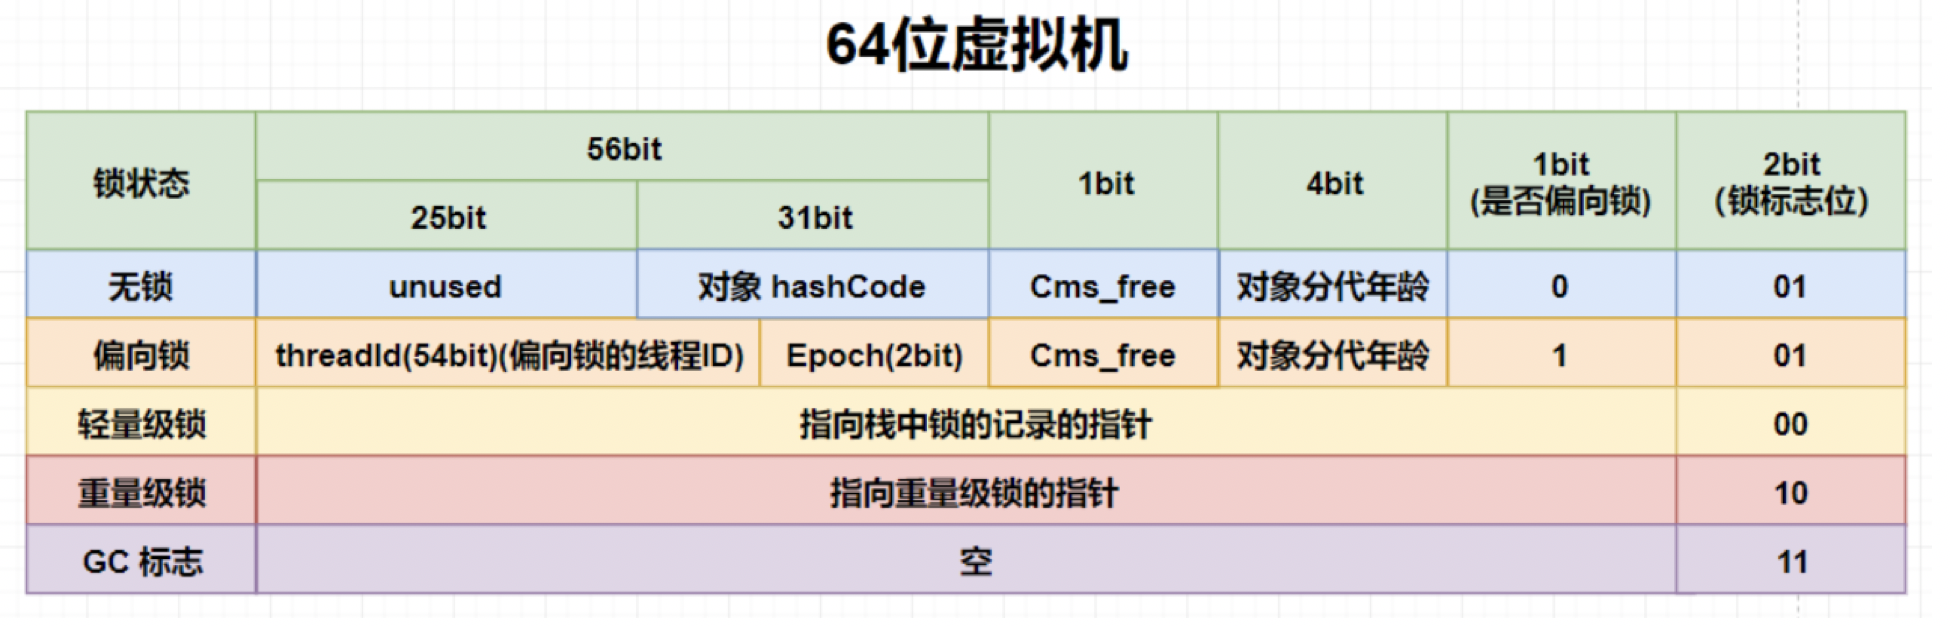 64位虚拟机
锁状态
56bit
25bit
31bit
1bit
4bit
1bit
(是否偏向锁)
2bit
（锁标志位）
无锁
unused
对象 hashCode
Cms_free
对象分代年龄
0
01
偏向锁
threadId(54bit)(偏向锁的线程ID)
Epoch(2bit)
Cms_free
对象分代年龄
1
01
轻量级锁
指向栈中锁的记录的指针
00
重量级锁
指向重量级锁的指针
10
GC 标志
空
11